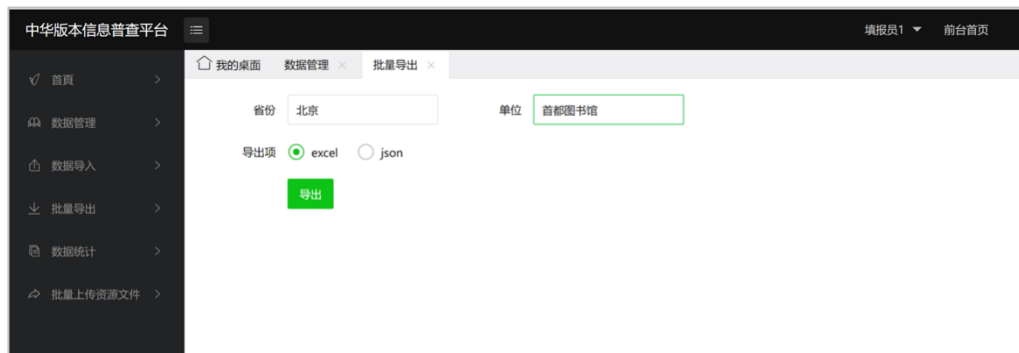 中华版本信息普查平台
填报员1 前台首页
我的桌面 数据管理 批量导出
首頁
数据管理
数据导入
批量导出
数据统计
批量上传资源文件
省份 北京 单位 首都图书馆
导出项 excel json
导出